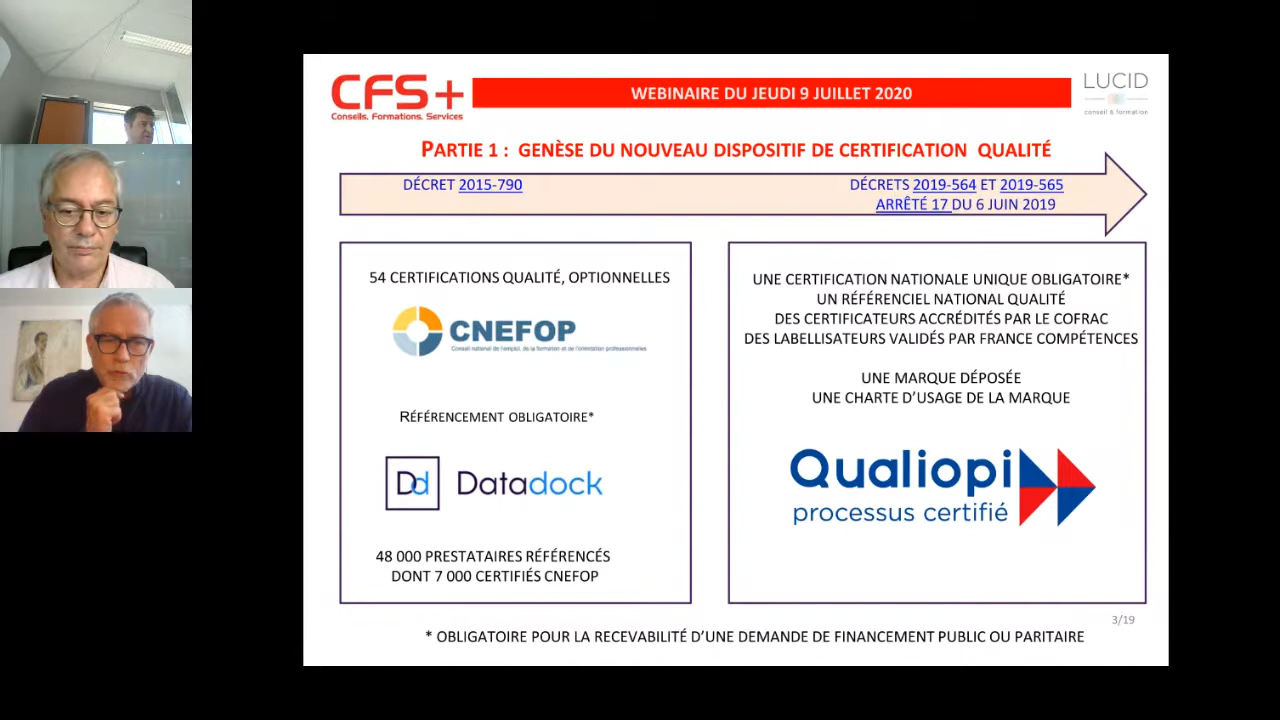 CFS+
Conseils, Formations, Services
WEBINAIRE DU JEUDI 9 JUILLET 2020
LUCID
conseil & formation
PARTIE 1 : GENÈSE DU NOUVEAU DISPOSITIF DE CERTIFICATION QUALITÉ
DÉCRET 2015-790
DÉCRETS 2019-564 ET 2019-565
ARRÊTÉ 17 DU 6 JUIN 2019
54 CERTIFICATIONS QUALITÉ, OPTIONNELLES
CNEFOP
Conseil national de l'emploi, de la formation et de l'orientation professionnelles
RÉFÉRENCEMENT OBLIGATOIRE*
Dd Datadock
48 000 PRESTATAIRES RÉFÉRENCÉS
DONT 7 000 CERTIFIÉS CNEFOP
UNE CERTIFICATION NATIONALE UNIQUE OBLIGATOIRE*
UN RÉFÉRENCIEL NATIONAL QUALITÉ
DES CERTIFICATEURS ACCRÉDITÉS PAR LE COFRAC
DES LABELLISATEURS VALIDÉS PAR FRANCE COMPÉTENCES
UNE MARQUE DÉPOSÉE
UNE CHARTE D'USAGE DE LA MARQUE
Qualiopi
processus certifié
3/19
* OBLIGATOIRE POUR LA RECEVABILITÉ D'UNE DEMANDE DE FINANCEMENT PUBLIC OU PARITAIRE